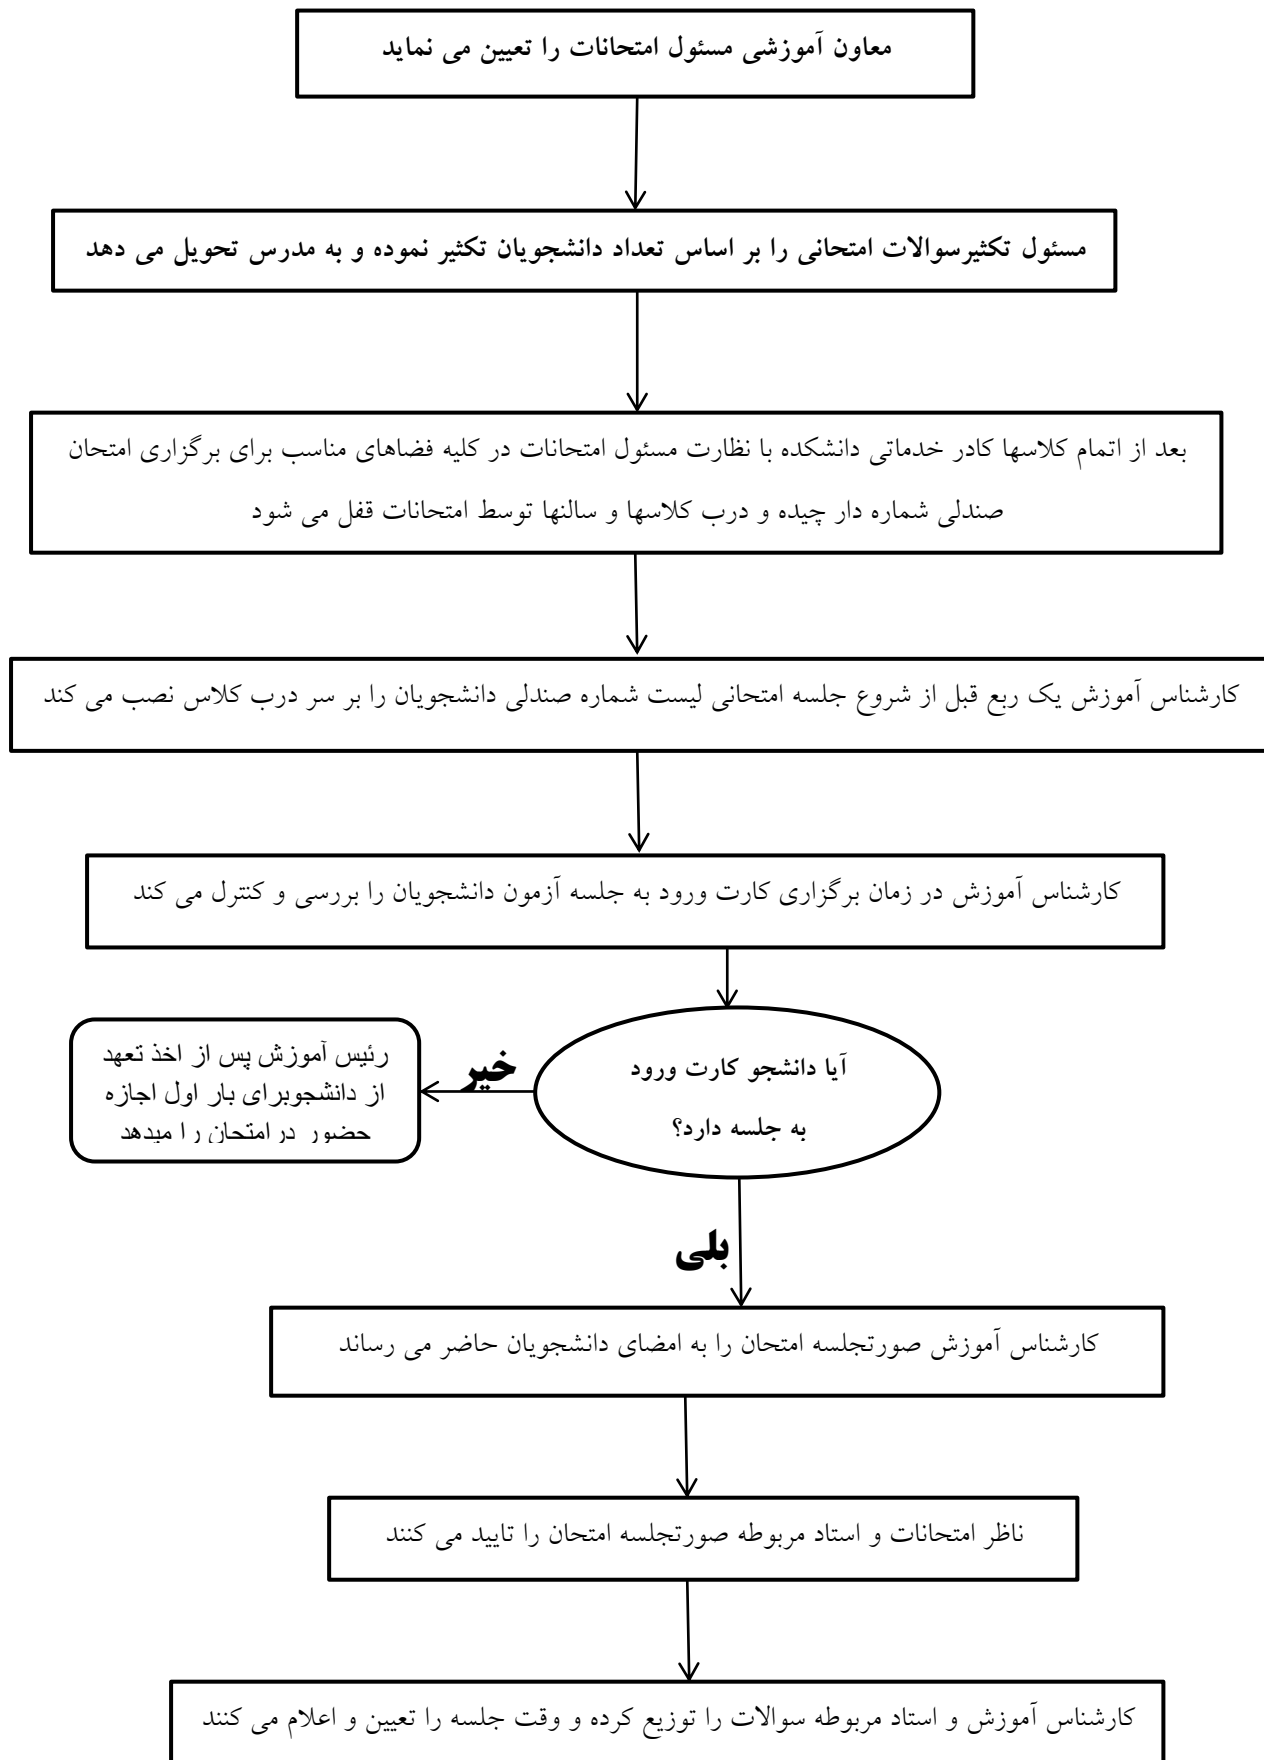 معاون آموزشی مسئول امتحانات را تعیین می نماید
مسئول تکثیرسوالات امتحانی را بر اساس تعداد دانشجویان تکثیر نموده و به مدرس تحویل می دهد
بعد از اتمام کلاسها کادر خدماتی دانشکده با نظارت مسئول امتحانات در کلیه فضاهای مناسب برای برگزاری امتحان
صندلی شماره دار چیده و درب کلاسها و سالنها توسط امتحانات قفل می شود
کارشناس آموزش یک ربع قبل از شروع جلسه امتحانی لیست شماره صندلی دانشجویان را بر سر درب کلاس نصب می کند
کارشناس آموزش در زمان برگزاری کارت ورود به جلسه آزمون دانشجویان را بررسی و کنترل می کند
آیا دانشجو کارت ورود
به جلسه دارد؟
خیر
رئیس آموزش پس از اخذ تعهد
از دانشجوبرای بار اول اجازه
حضور درامتحان را میدهد
بلی
کارشناس آموزش صورتجلسه امتحان را به امضای دانشجویان حاضر می رساند
ناظر امتحانات و استاد مربوطه صورتجلسه امتحان را تایید می کنند
کارشناس آموزش و استاد مربوطه سوالات را توزیع کرده و وقت جلسه را تعیین و اعلام می کنند